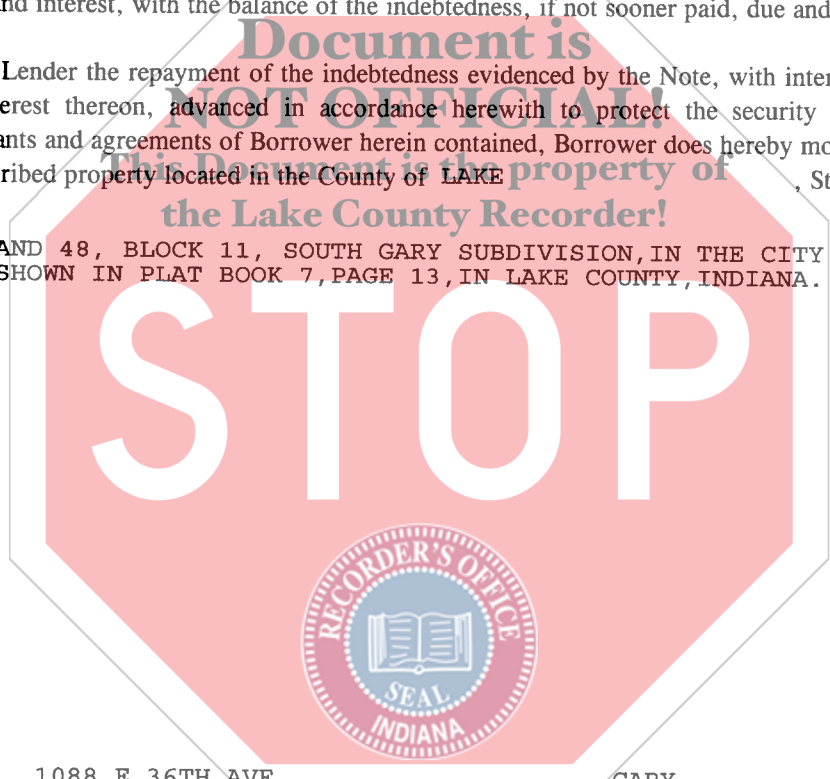 nd interest, with the balance of the indebtedness, if not sooner paid, due and
Document is
Lender the repayment of the indebtedness evidenced by the Note, with inter
NOT OFFICIAL!
erest thereon, advanced in accordance herewith to protect the security
ants and agreements of Borrower herein contained, Borrower does hereby mo
This Document is the property of
ribed property located in the County of LAKE , St
the Lake County Recorder!
AND 48, BLOCK 11, SOUTH GARY SUBDIVISION,IN THE CITY
SHOWN IN PLAT BOOK 7,PAGE 13,IN LAKE COUNTY,INDIANA.
STOP
RECORDER'S OFFICE
SEAL
INDIANA
1088 E 36TH AVE GARY